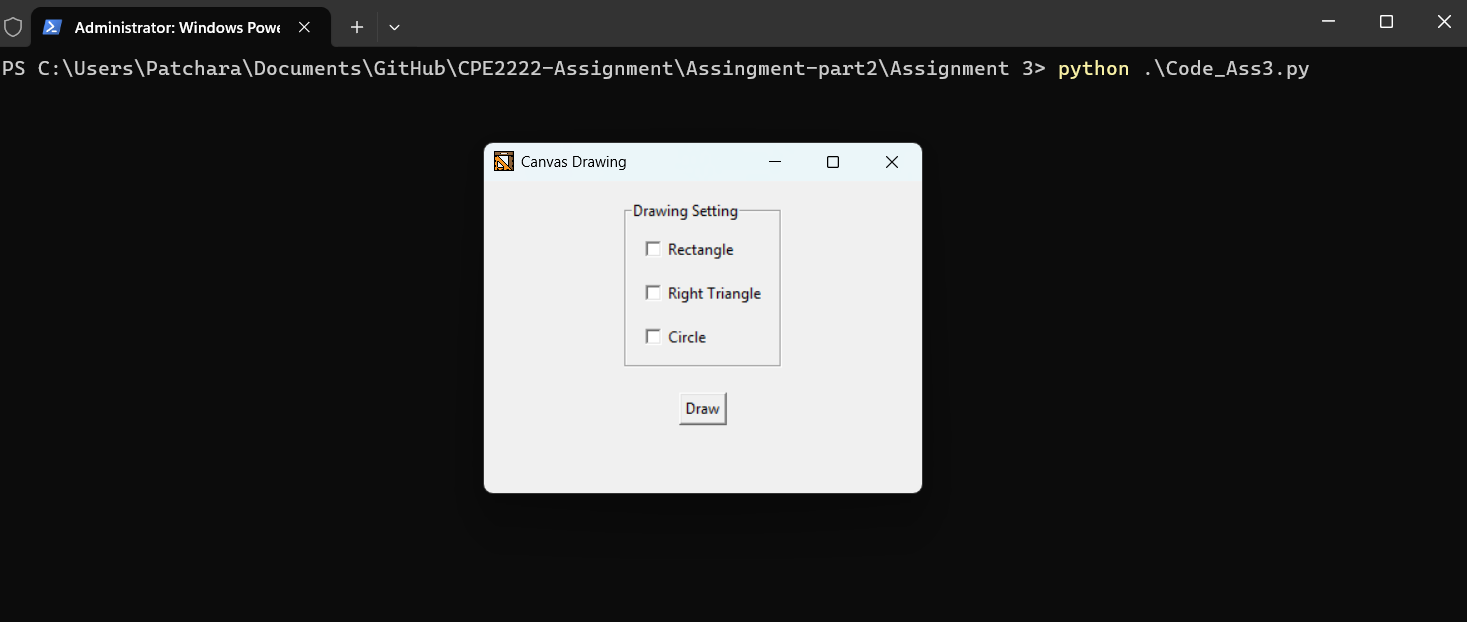 Administrator: Windows Powe
PS C:\Users\Patchara\Documents\GitHub\CPE2222-Assignment\Assingment-part2\Assignment 3> python .\Code_Ass3.py
Canvas Drawing
Drawing Setting
Rectangle
Right Triangle
Circle
Draw